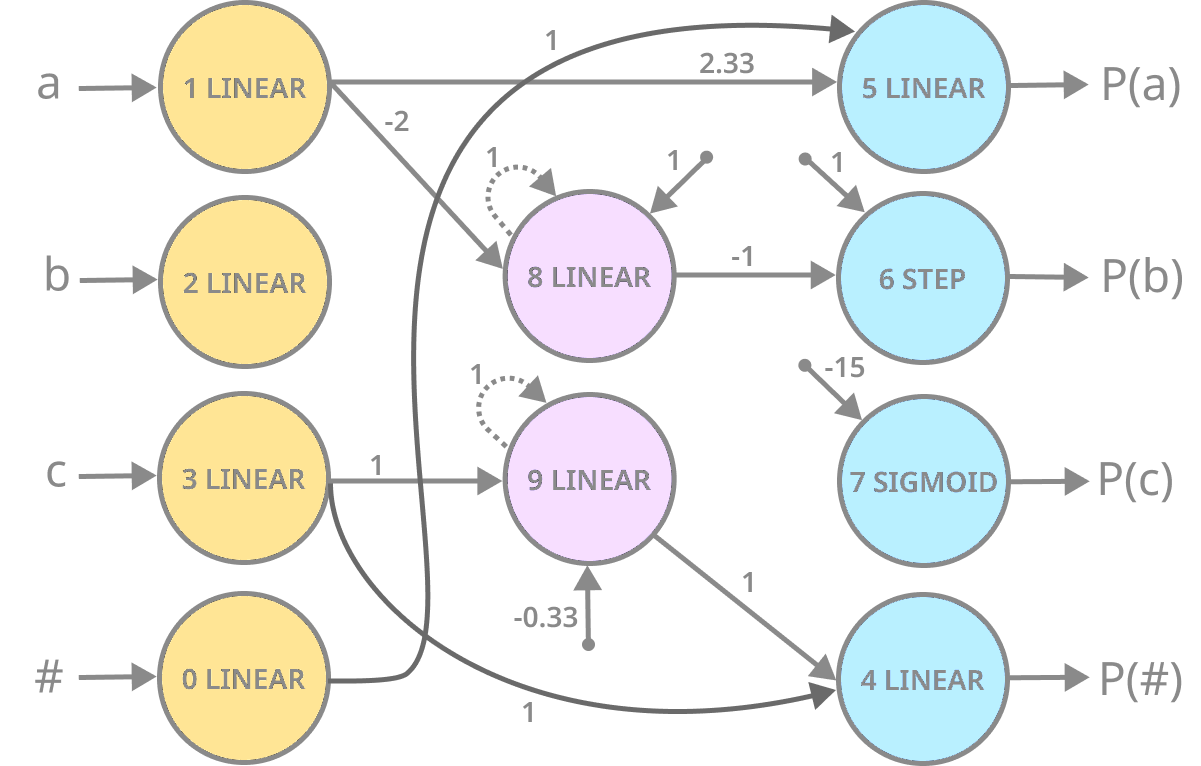 1
a
1 LINEAR
2.33
5 LINEAR
P(a)
-2
1
1
1
b
2 LINEAR
8 LINEAR
-1
6 STEP
P(b)
1
-15
c
3 LINEAR
1
9 LINEAR
7 SIGMOID
P(c)
-0.33
1
#
0 LINEAR
1
4 LINEAR
P(#)